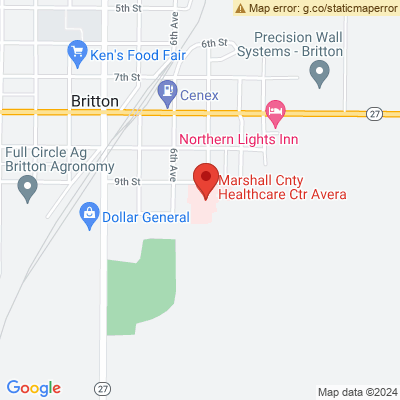 Map error: g.co/staticmaperror
5th St
6th Ave
6th St
Precision Wall
Systems - Britton
Ken's Food Fair
7th St
Cenex
Britton
27
Northern Lights Inn
Full Circle Ag
Britton Agronomy
6th Ave
9th St
Marshall Cnty
Healthcare Ctr Avera
Dollar General
27
Google
Map data ©2024